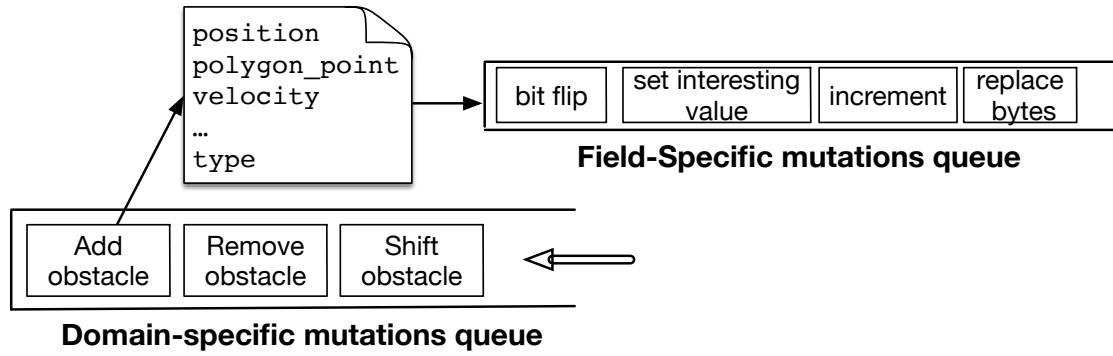 position
polygon_point
velocity
…
type
bit flip
set interesting
value
increment
replace
bytes
Field-Specific mutations queue
Add
obstacle
Remove
obstacle
Shift
obstacle
Domain-specific mutations queue